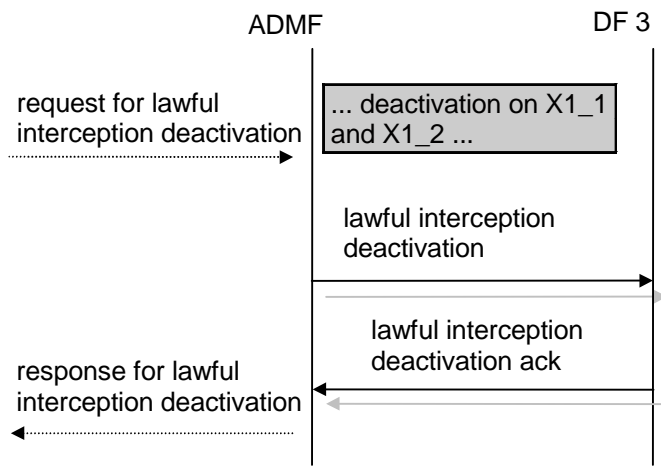 ADMF
DF 3
request for lawful
interception deactivation
... deactivation on X1_1
and X1_2 ...
lawful interception
deactivation
lawful interception
deactivation ack
response for lawful
interception deactivation